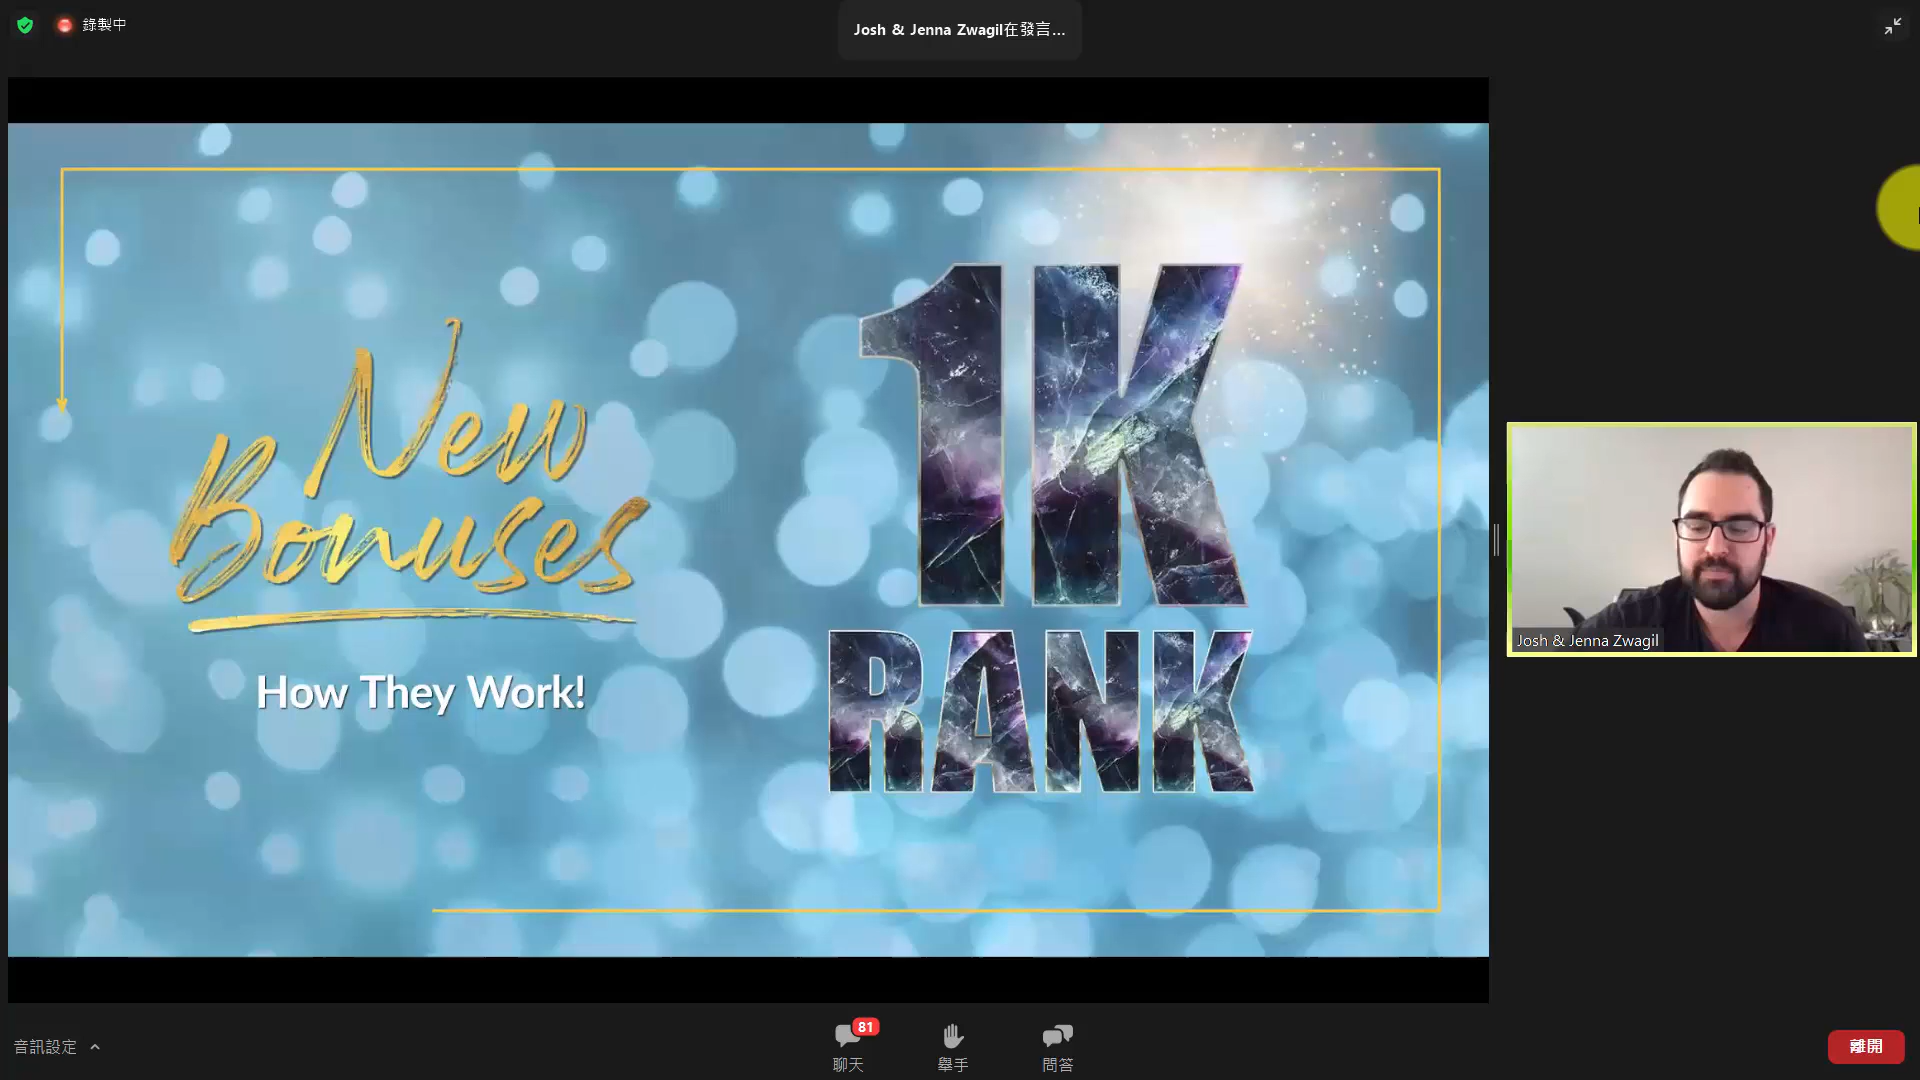 錄製中
Josh & Jenna Zwagil在發言...
New
Bonuses
How They Work!
1K
RANK
Josh & Jenna Zwagil
音訊設定
81
聊天
舉手
問答
離開